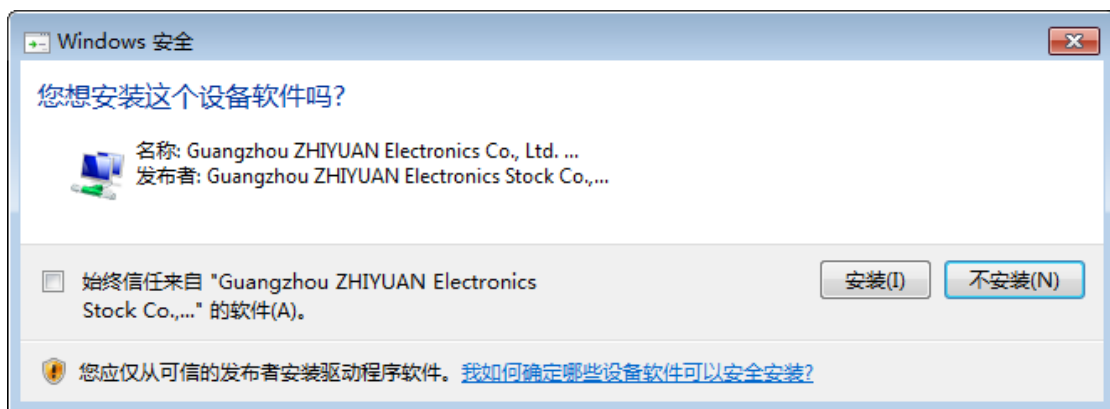 Windows 安全
您想安装这个设备软件吗?
名称: Guangzhou ZHIYUAN Electronics Co., Ltd. ...
发布者: Guangzhou ZHIYUAN Electronics Stock Co.,...
始终信任来自 "Guangzhou ZHIYUAN Electronics
Stock Co.,..." 的软件(A)。
安装(I)
不安装(N)
您应仅从可信的发布者安装驱动程序软件。我如何确定哪些设备软件可以安全安装?